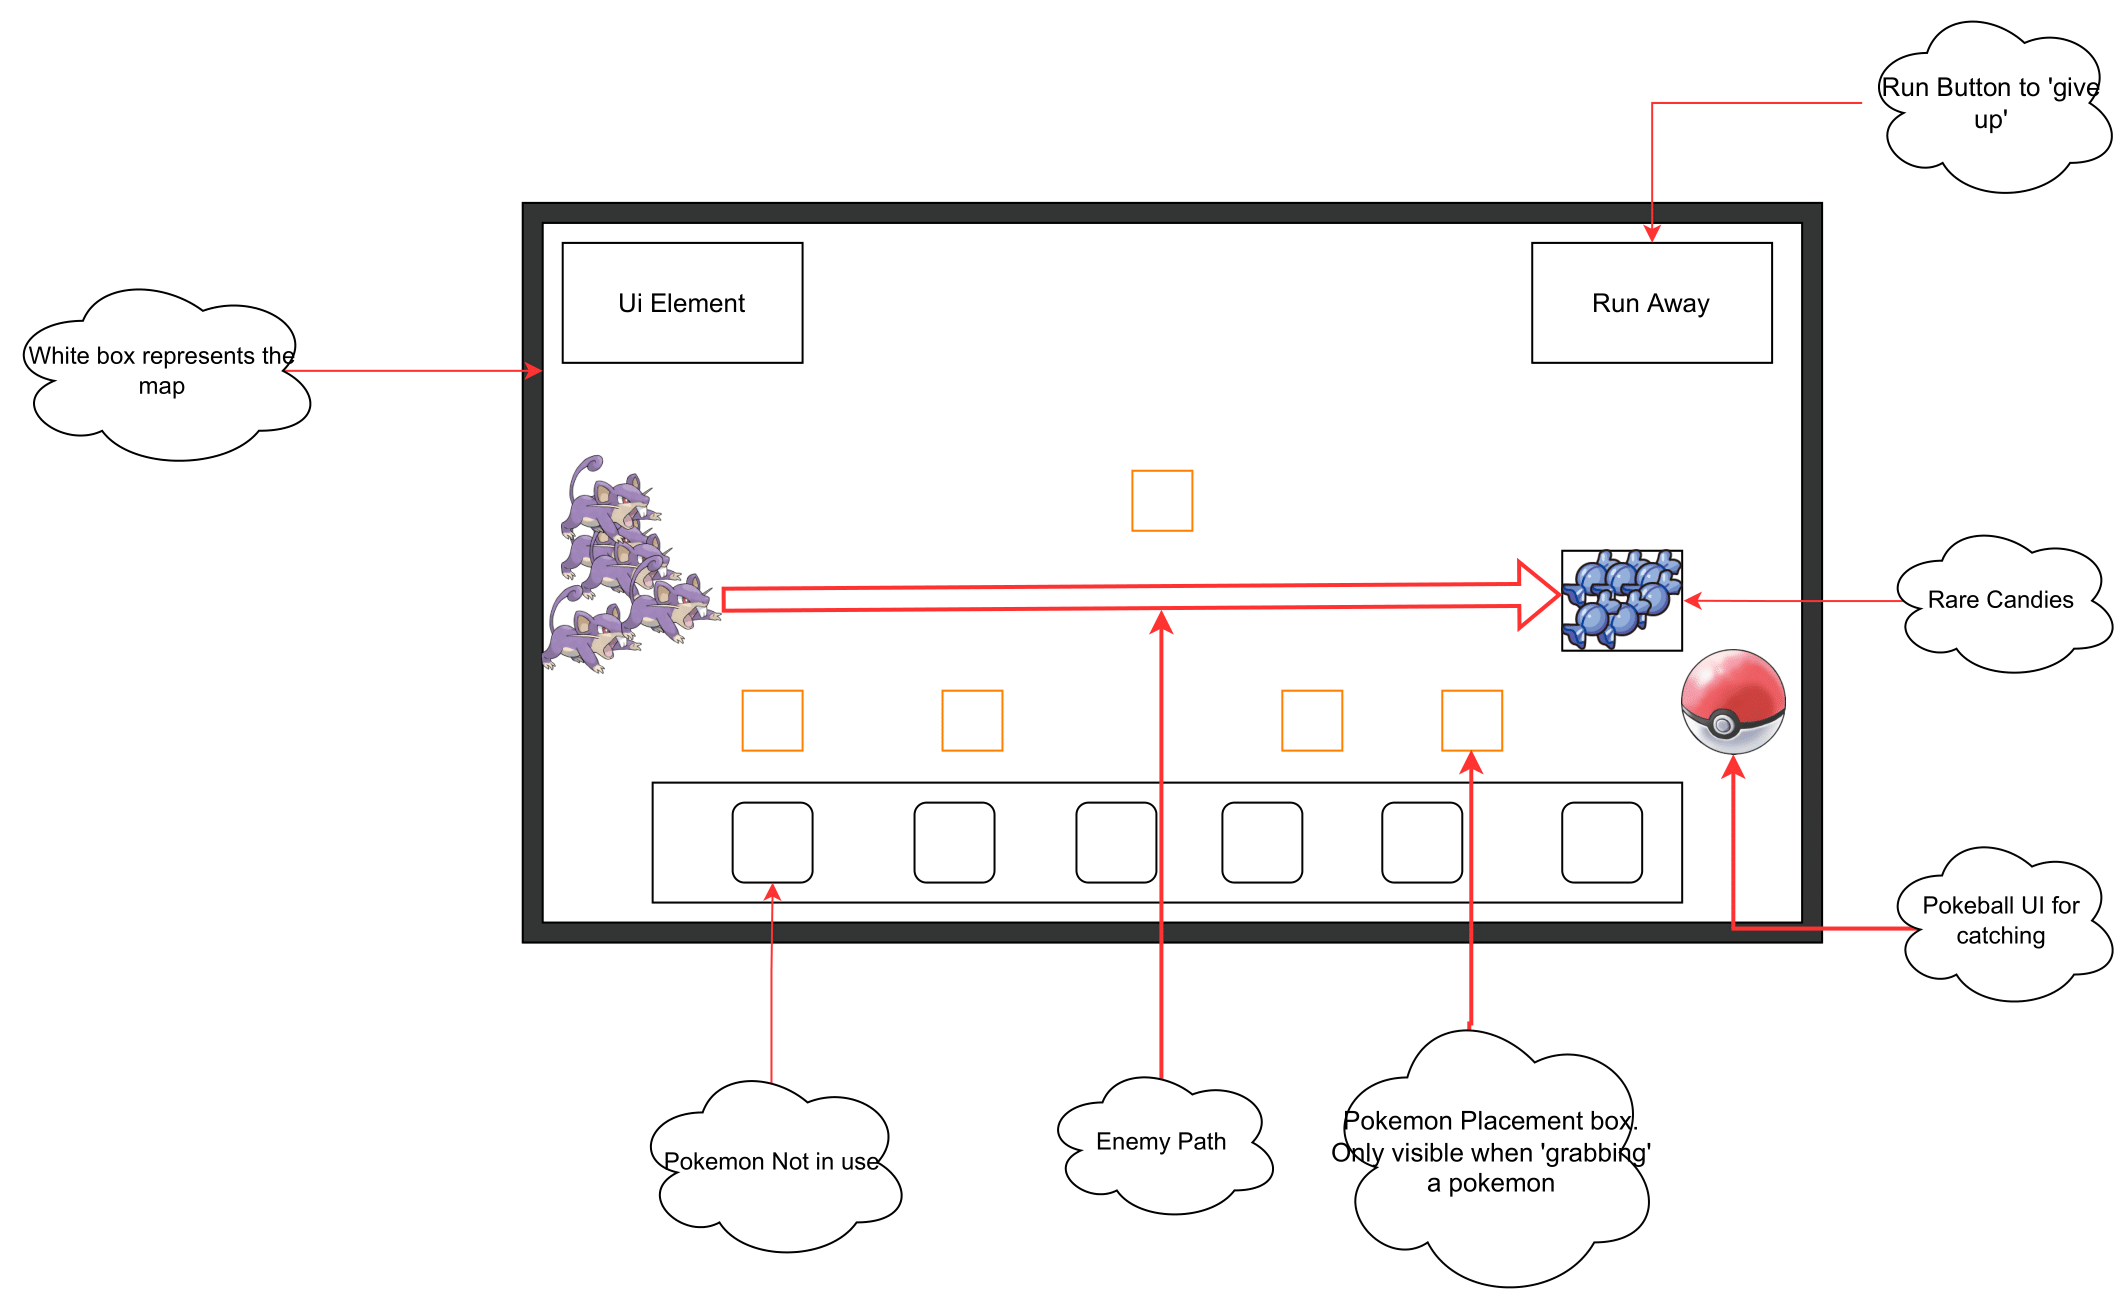 Run Button to 'give
up'
Ui Element
Run Away
White box represents the
map
Rare Candies
Pokeball UI for
catching
Pokemon Not in use
Enemy Path
Pokemon Placement box.
Only visible when 'grabbing'
a pokemon